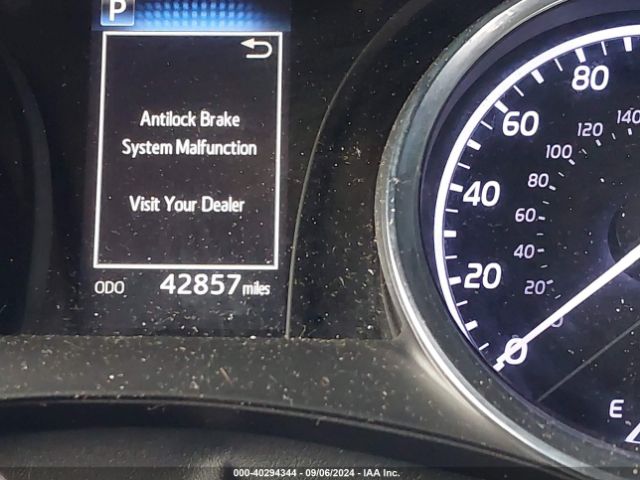 P
Antilock Brake
System Malfunction
Visit Your Dealer
ODO 42857 miles
80
60
40
20
0
140
120
100
80
60
40
20
0
E
000-40294344 - 09/06/2024 - IAA Inc.